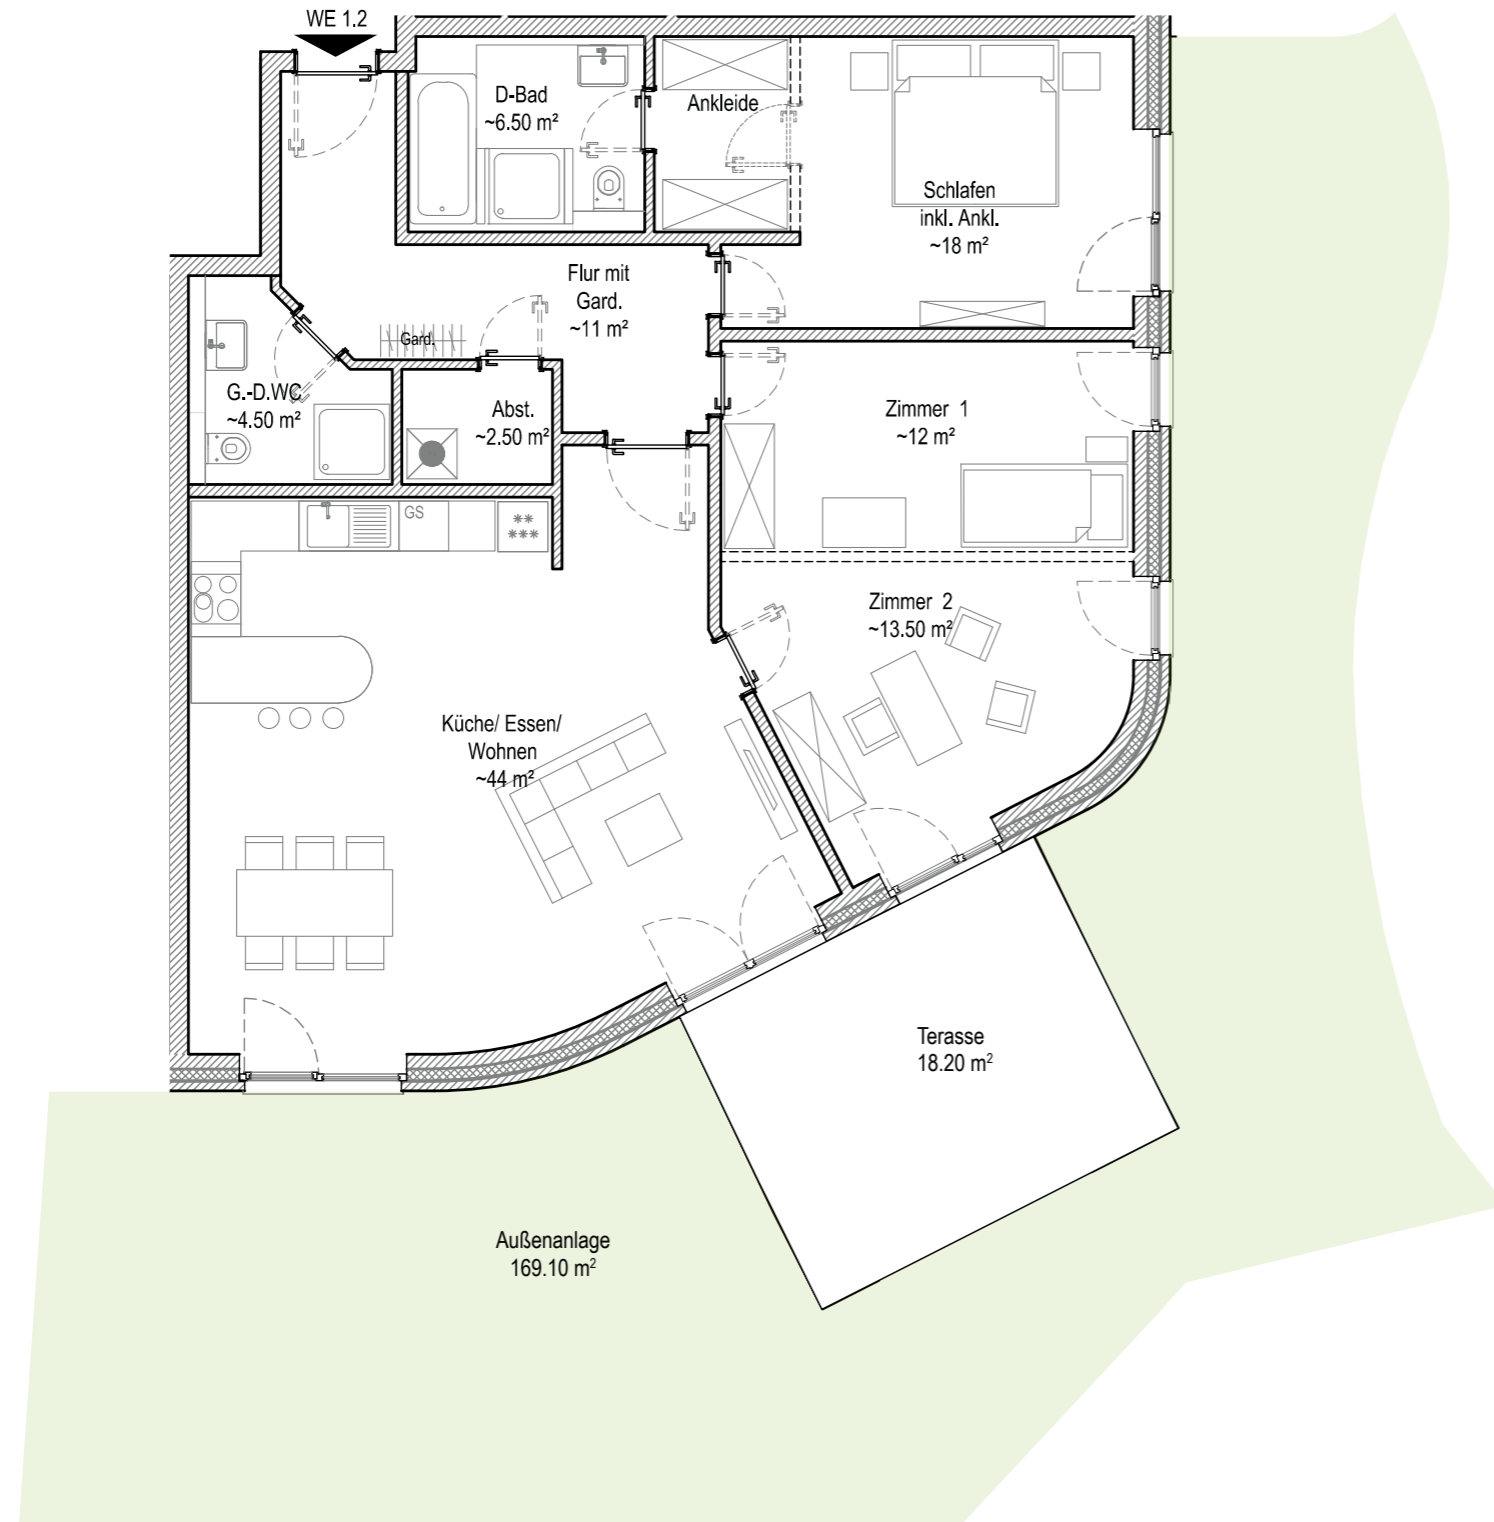 WE 1.2
D-Bad
~6.50 m²
Ankleide
Schlafen
inkl. Ankl.
~18 m²
Flur mit
Gard.
~11 m²
Gard.
G.-D.WC
~4.50 m²
Abst.
~2.50 m²
Zimmer 1
~12 m²
GS
Zimmer 2
~13.50 m²
Küche/ Essen/
Wohnen
~44 m²
Terasse
18.20 m²
Außenanlage
169.10 m²